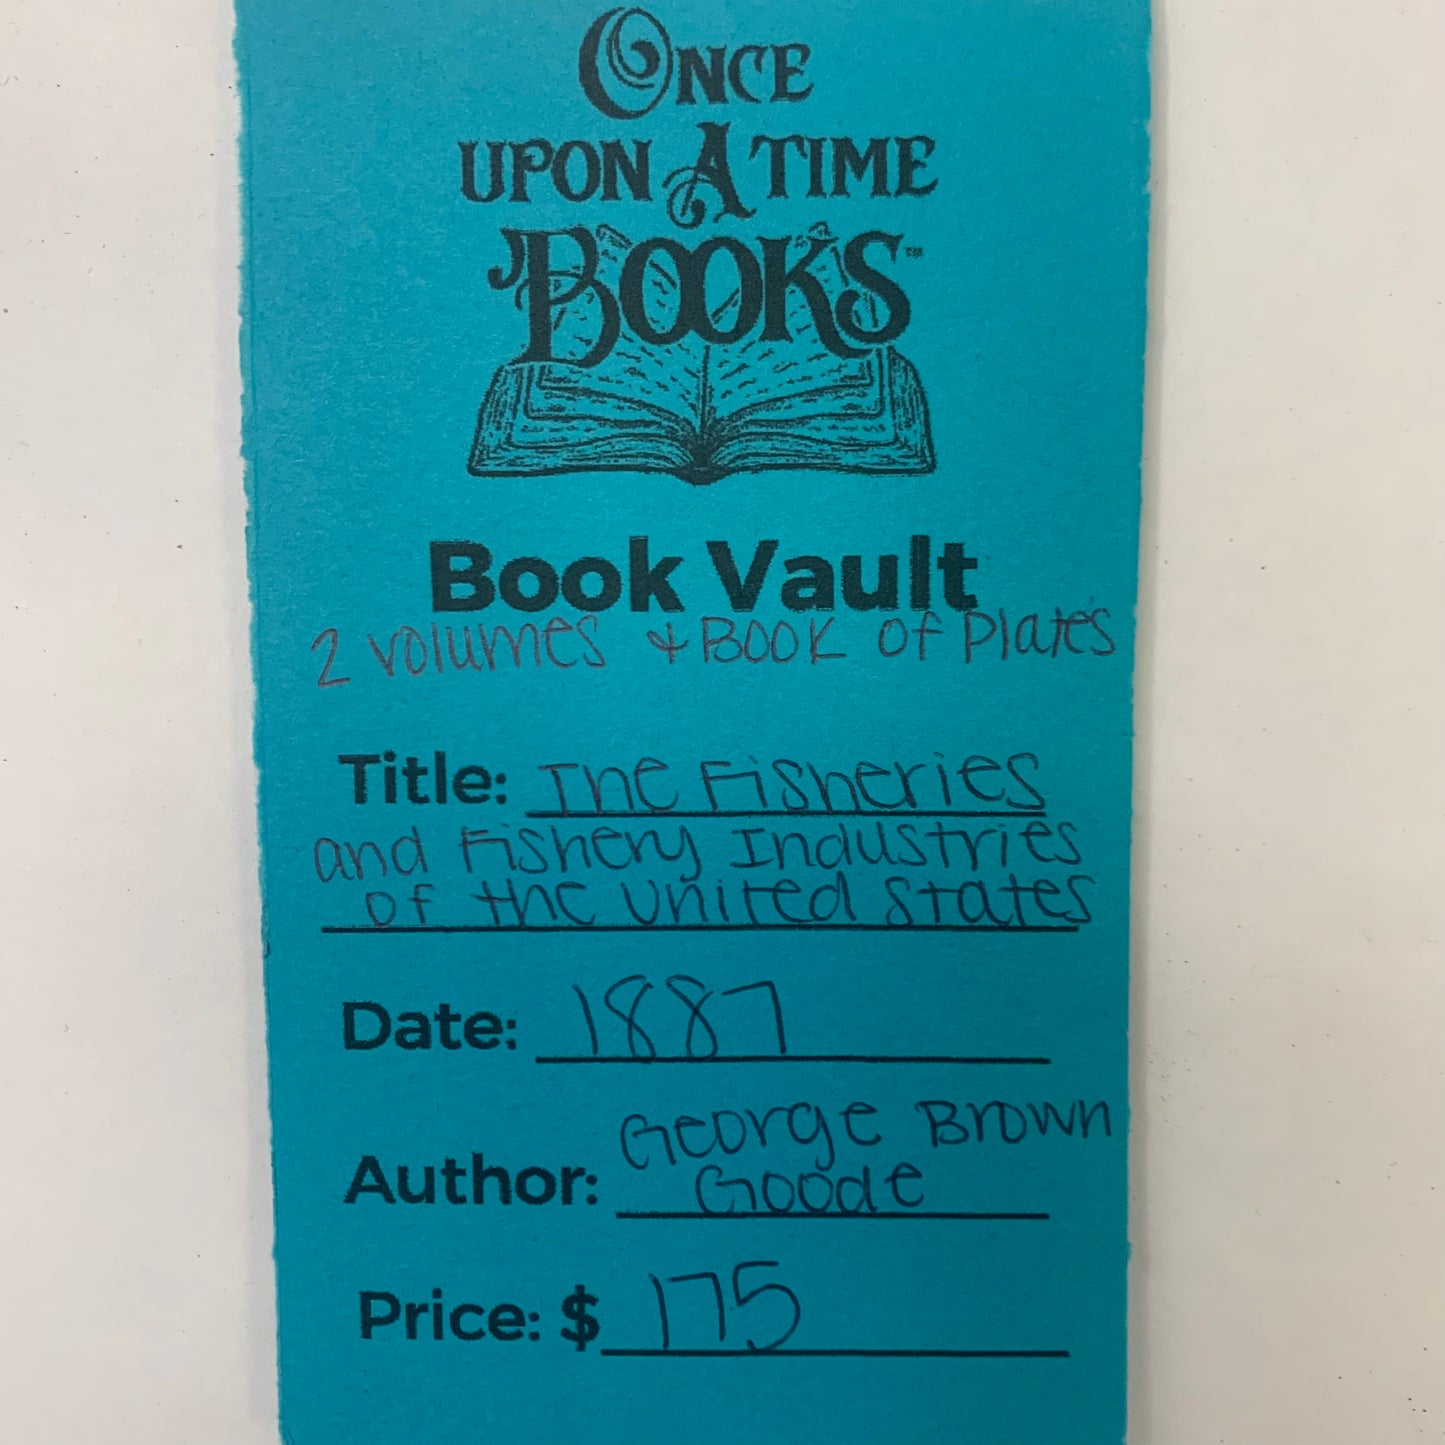 ONCE
UPON A TIME
BOOKS™
Book Vault
2 volumes & Book of Plates
Title: The Fisheries
and Fishery Industries
of the United States
Date: 1887
George Brown
Author: Goode
Price: $ 175